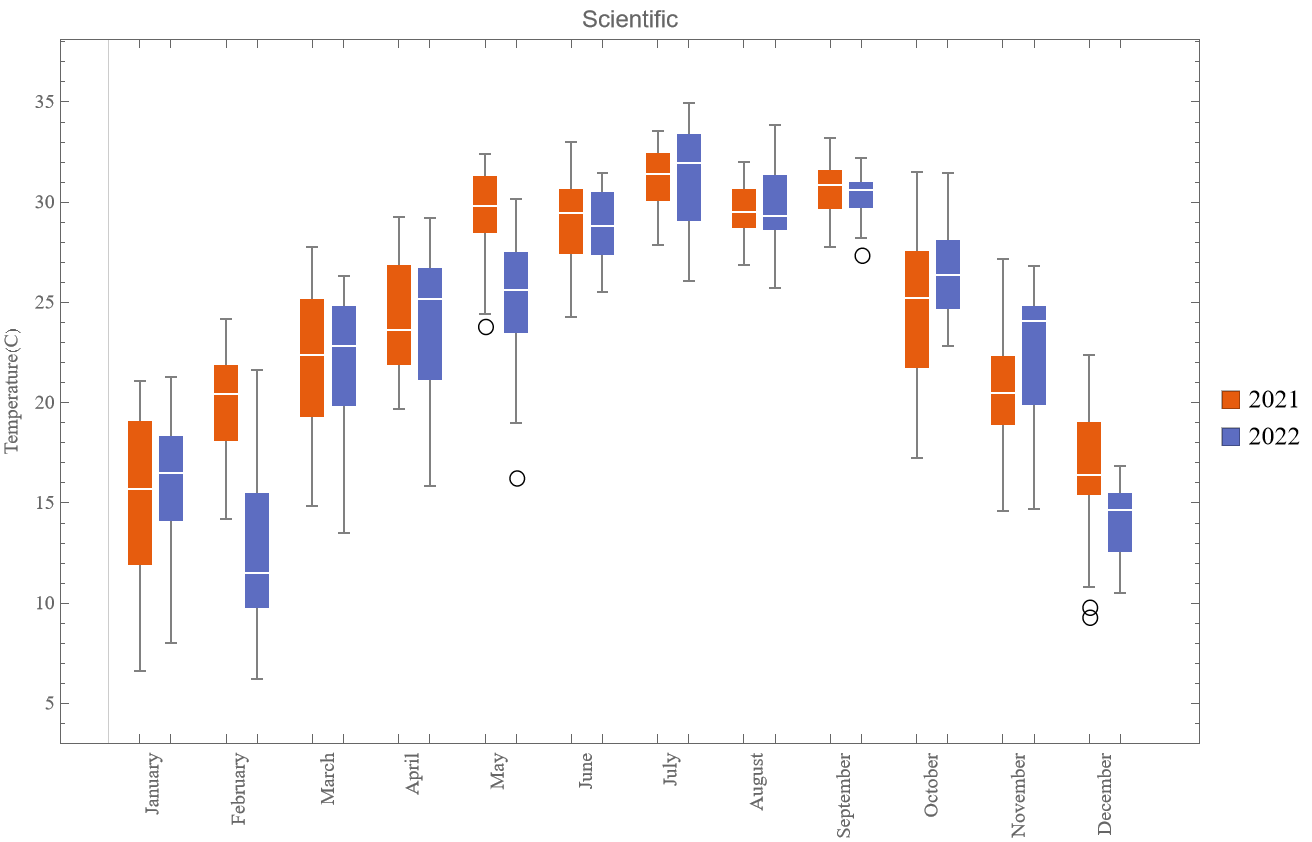 Scientific
Temperature(C)
35
30
25
20
15
10
5
January
February
March
April
May
June
July
August
September
October
November
December
2021
2022